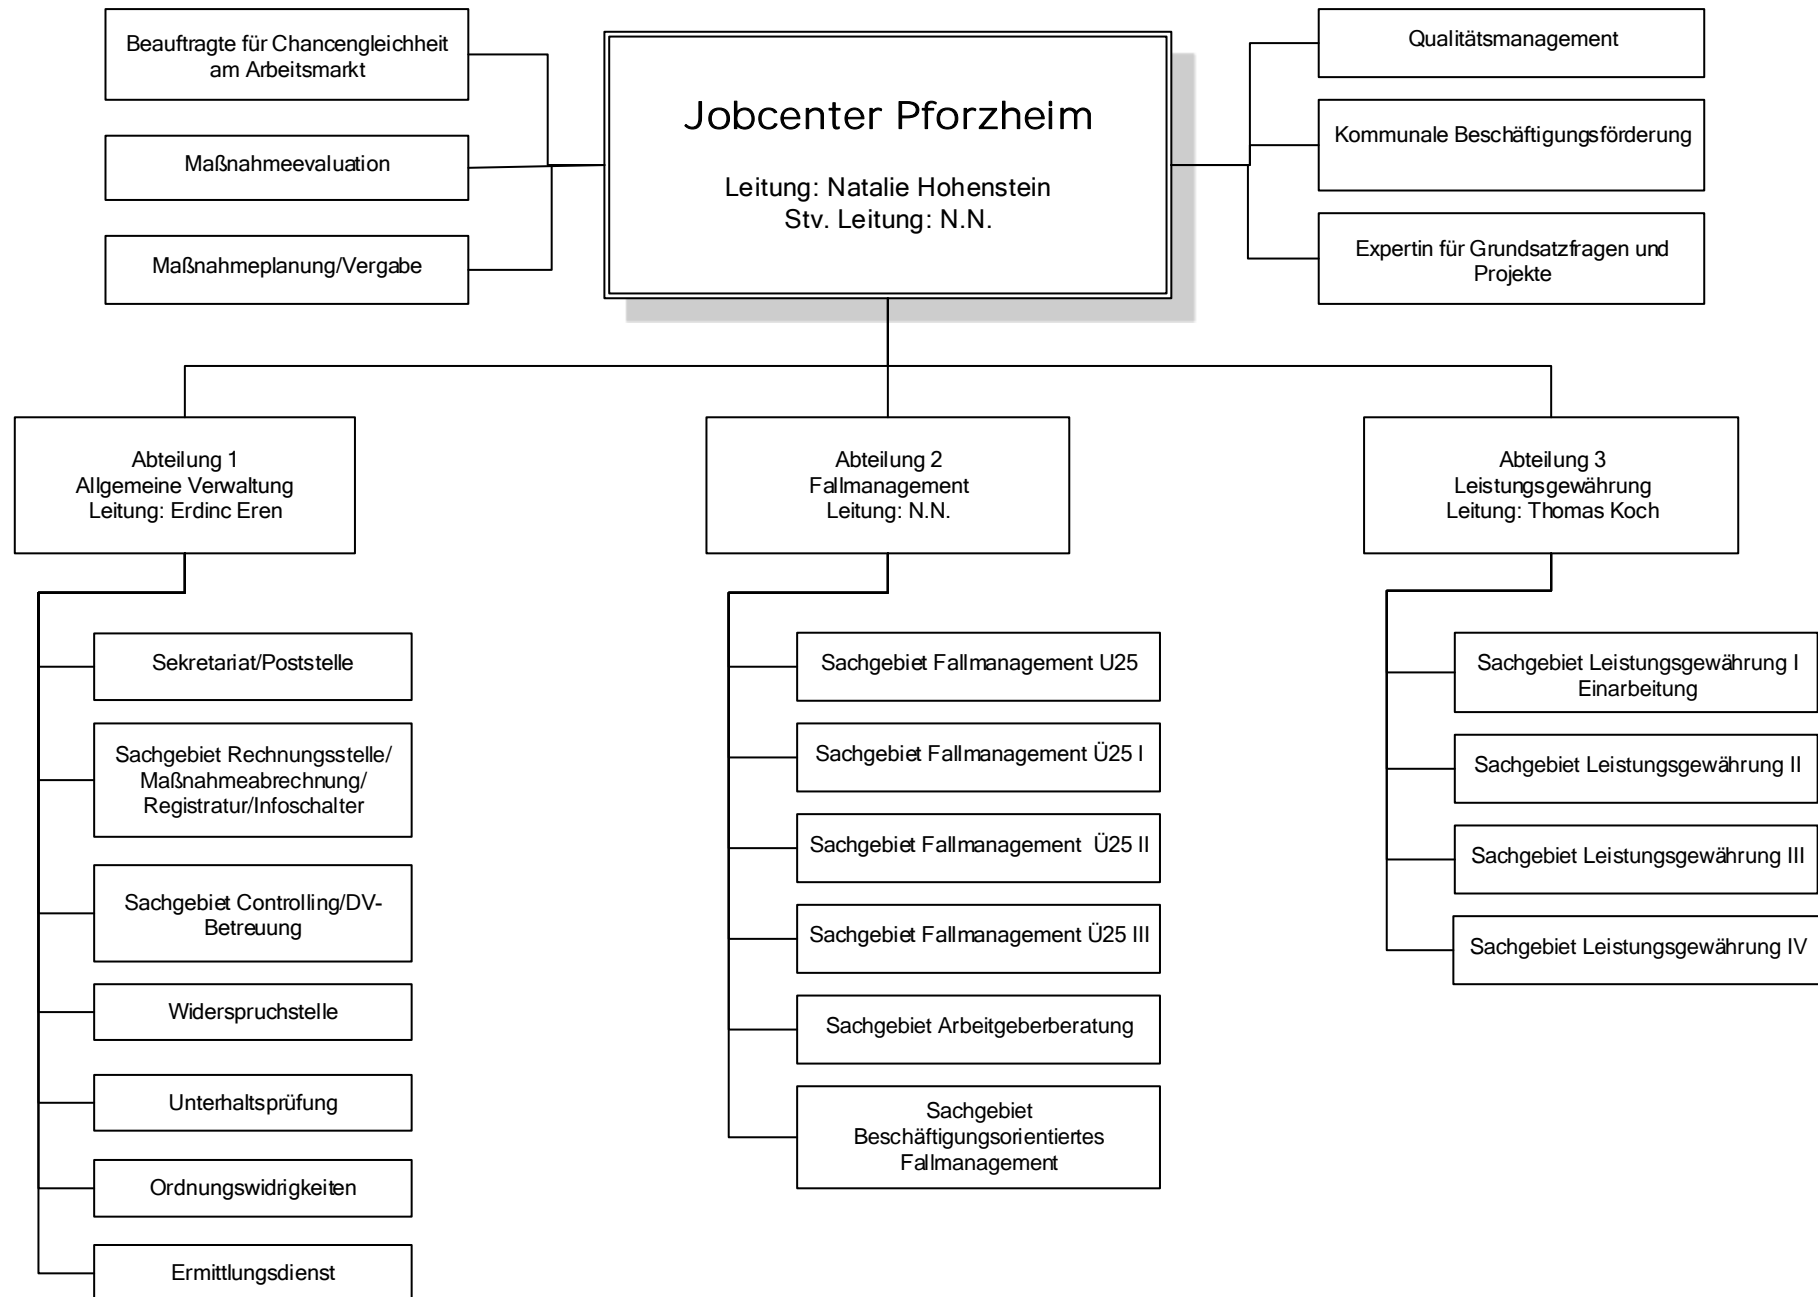 Beauftragte für Chancengleichheit
am Arbeitsmarkt
Maßnahmeevaluation
Maßnahmeplanung/Vergabe
Jobcenter Pforzheim
Leitung: Natalie Hohenstein
Stv. Leitung: N.N.
Qualitätsmanagement
Kommunale Beschäftigungsförderung
Expertin für Grundsatzfragen und
Projekte
Abteilung 1
Allgemeine Verwaltung
Leitung: Erdinc Eren
Sekretariat/Poststelle
Sachgebiet Rechnungsstelle/
Maßnahmeabrechnung/
Registratur/Infoschalter
Sachgebiet Controlling/DV-
Betreuung
Widerspruchstelle
Unterhaltsprüfung
Ordnungswidrigkeiten
Ermittlungsdienst
Abteilung 2
Fallmanagement
Leitung: N.N.
Sachgebiet Fallmanagement U25
Sachgebiet Fallmanagement Ü25 I
Sachgebiet Fallmanagement Ü25 II
Sachgebiet Fallmanagement Ü25 III
Sachgebiet Arbeitgeberberatung
Sachgebiet
Beschäftigungsorientiertes
Fallmanagement
Abteilung 3
Leistungsgewährung
Leitung: Thomas Koch
Sachgebiet Leistungsgewährung I
Einarbeitung
Sachgebiet Leistungsgewährung II
Sachgebiet Leistungsgewährung III
Sachgebiet Leistungsgewährung IV